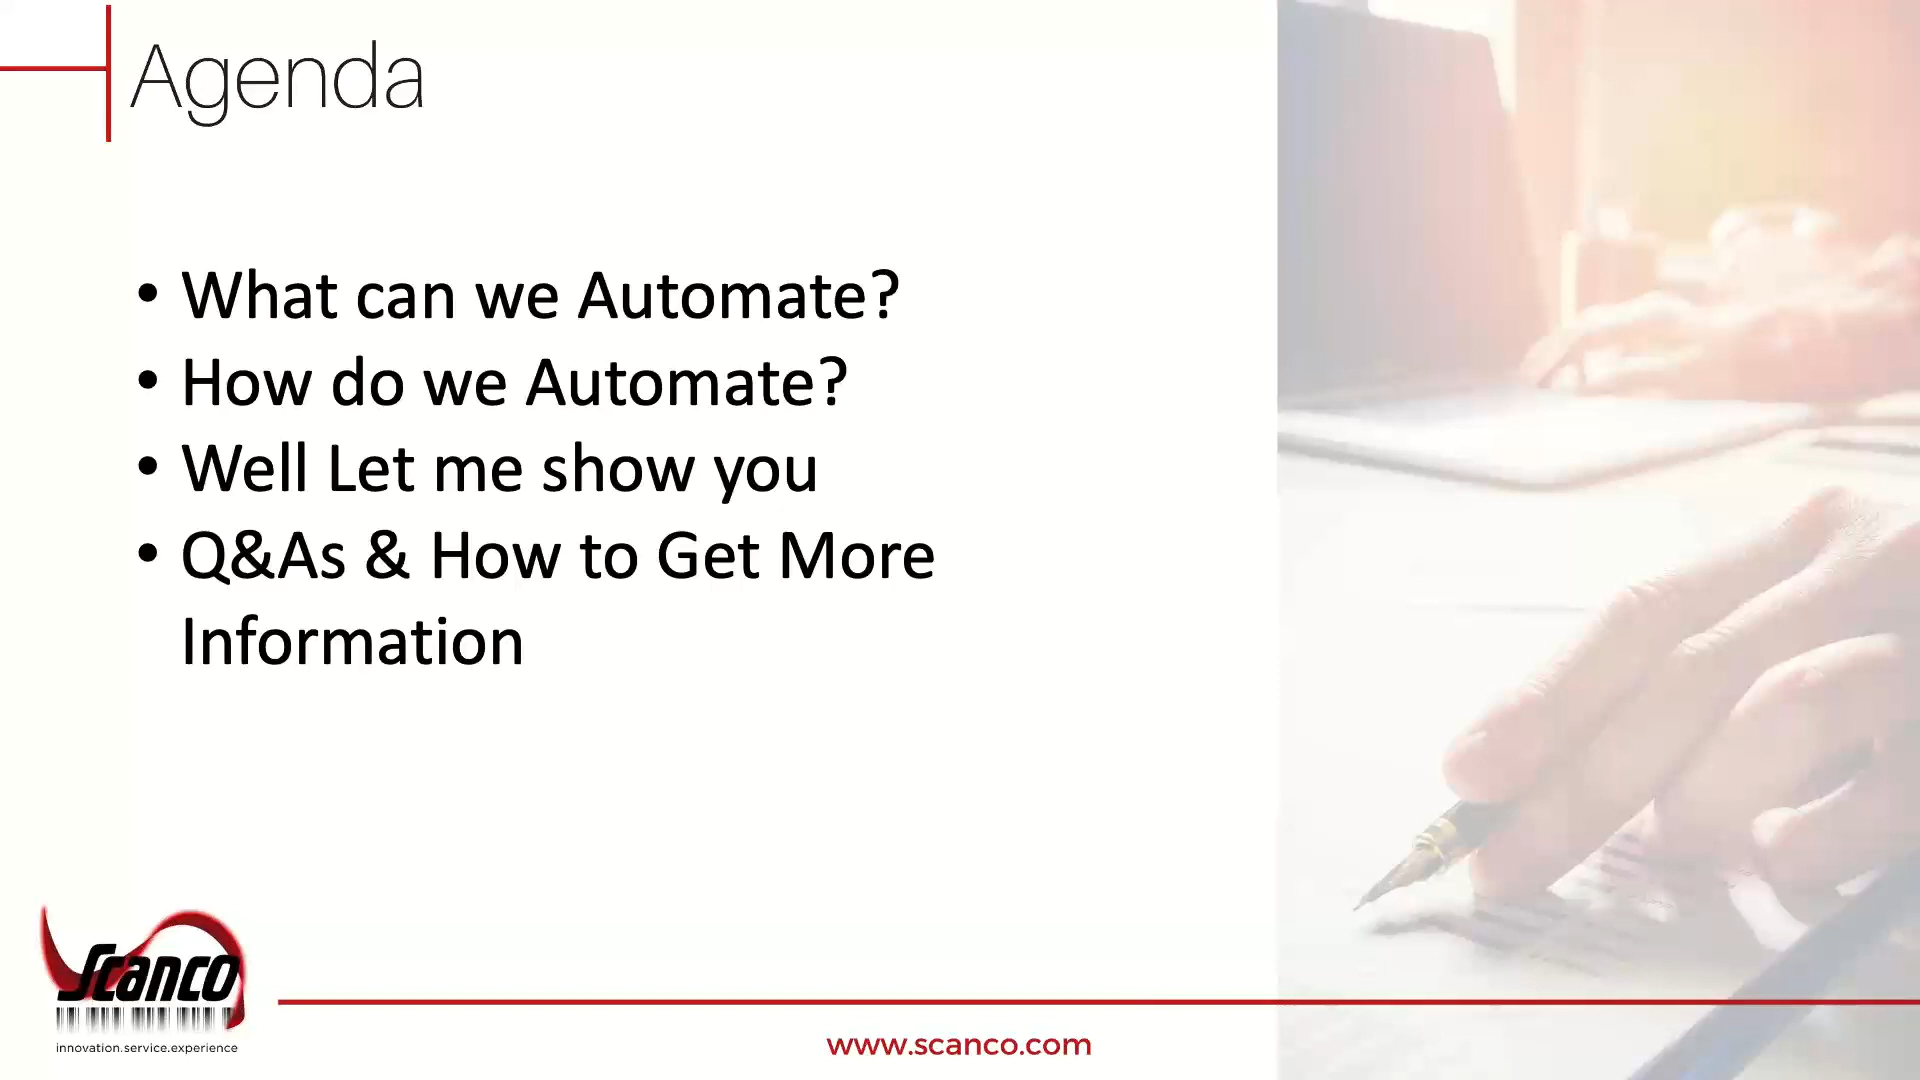 Agenda
• What can we Automate?
• How do we Automate?
• Well Let me show you
• Q&As & How to Get More
Information
Scanco
innovation.service.experience
www.scanco.com